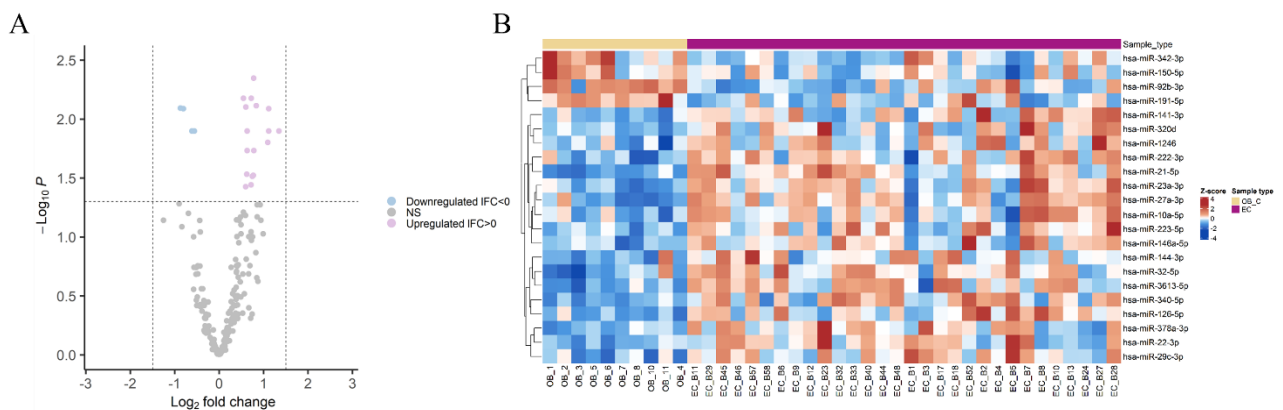 A
2.5
2.0
1.5
1.0
0.5
0.0
−Log10 P
-3 -2 -1 0 1 2 3
Log2 fold change
Downregulated IFC<0
NS
Upregulated IFC>0
B
Sample_type
hsa-miR-342-3p
hsa-miR-150-5p
hsa-miR-92b-3p
hsa-miR-191-5p
hsa-miR-141-3p
hsa-miR-320d
hsa-miR-1246
hsa-miR-222-3p
hsa-miR-21-5p
hsa-miR-23a-3p
hsa-miR-27a-3p
hsa-miR-10a-5p
hsa-miR-223-5p
hsa-miR-146a-5p
hsa-miR-144-3p
hsa-miR-32-5p
hsa-miR-3613-5p
hsa-miR-340-5p
hsa-miR-126-5p
hsa-miR-378a-3p
hsa-miR-22-3p
hsa-miR-29c-3p
OB_1
OB_2
OB_3
OB_5
OB_6
OB_7
OB_8
OB_10
OB_11
OB_4
EC_B11
EC_B29
EC_B45
EC_B46
EC_B57
EC_B58
EC_B6
EC_B9
EC_B12
EC_B23
EC_B32
EC_B33
EC_B40
EC_B44
EC_B48
EC_B1
EC_B3
EC_B17
EC_B18
EC_B52
EC_B2
EC_B4
EC_B5
EC_B7
EC_B8
EC_B10
EC_B13
EC_B24
EC_B27
EC_B28
Z-score
4
2
0
-2
-4
Sample type
OB_C
EC